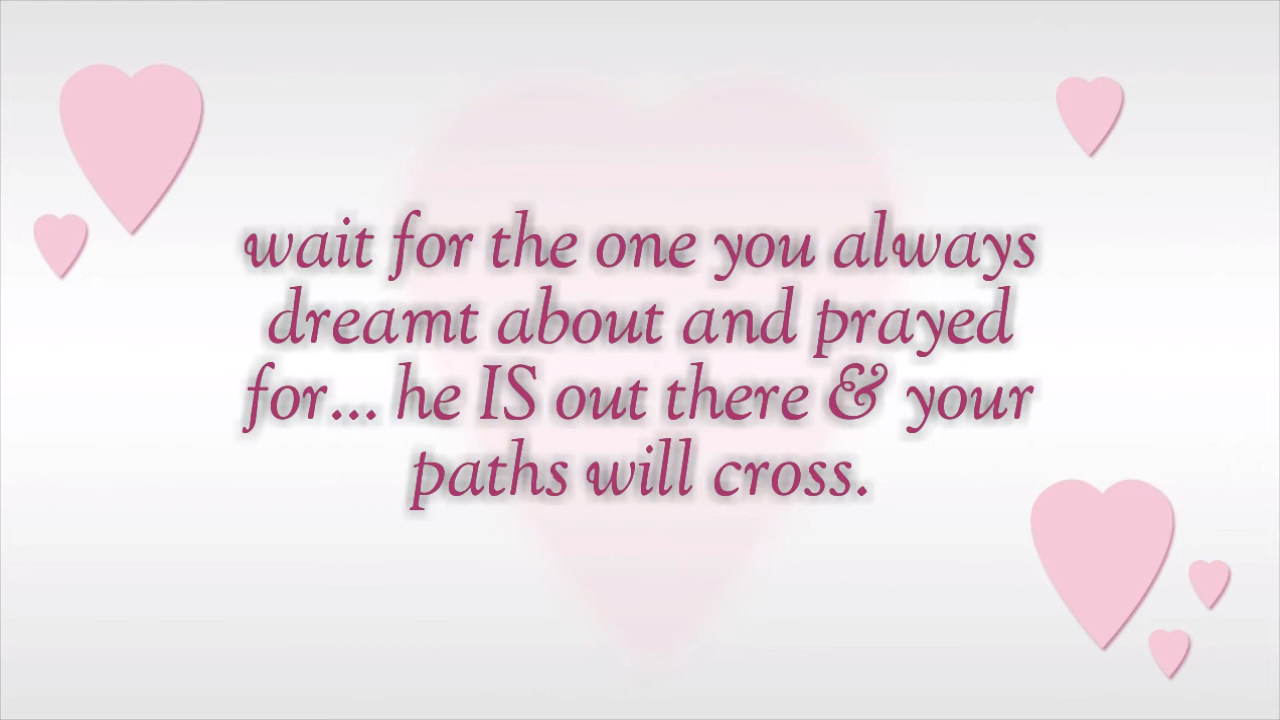 wait for the one you always
dreamt about and prayed
for... he IS out there & your
paths will cross.